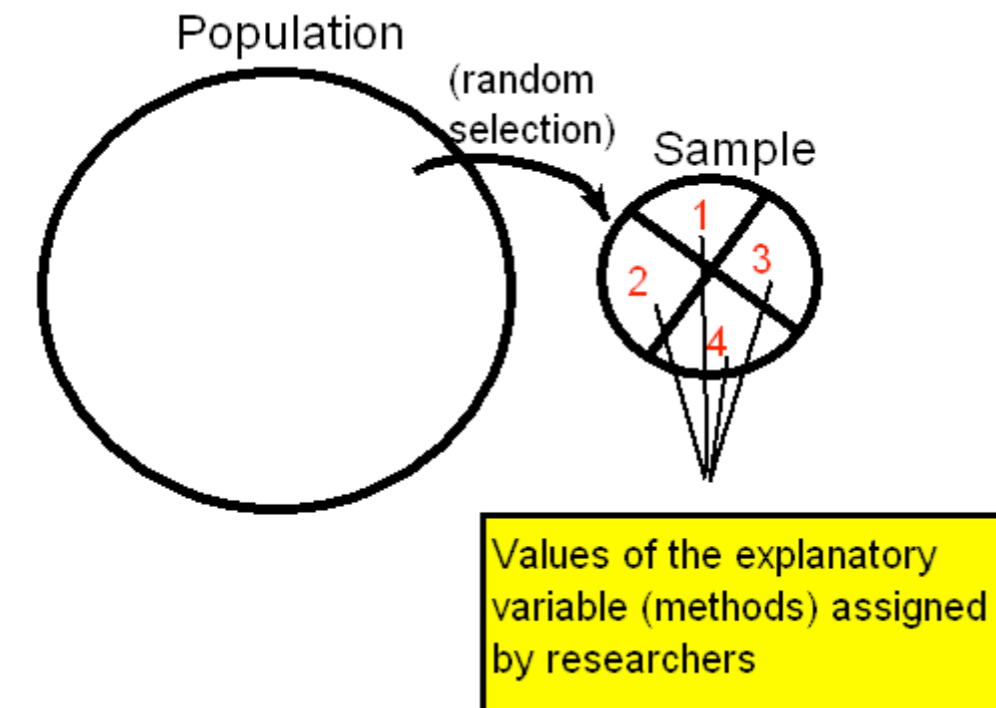 Population
(random
selection)
Sample
1
2
3
4
Values of the explanatory
variable (methods) assigned
by researchers